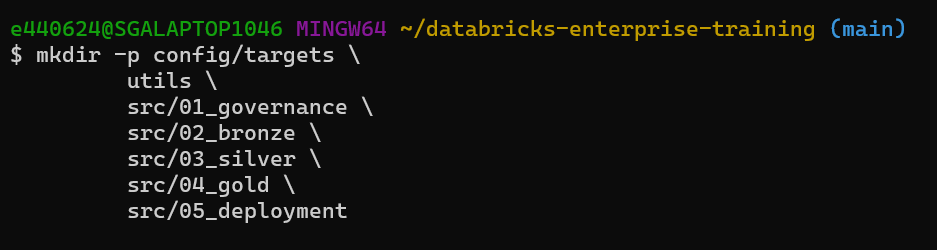 e440624@SGALAPTOP1046 MINGW64 ~/databricks-enterprise-training (main)
$ mkdir -p config/targets \
         utils \
         src/01_governance \
         src/02_bronze \
         src/03_silver \
         src/04_gold \
         src/05_deployment